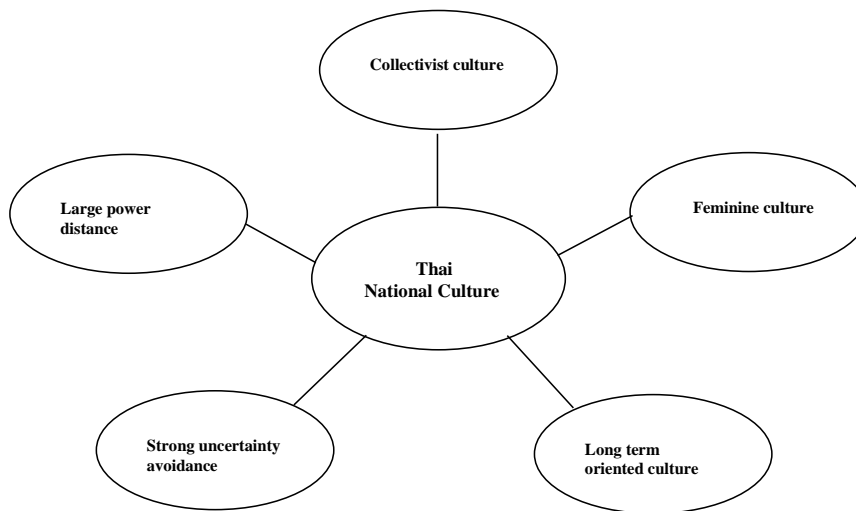 Collectivist culture
Large power
distance
Feminine culture
Thai
National Culture
Strong uncertainty
avoidance
Long term
oriented culture